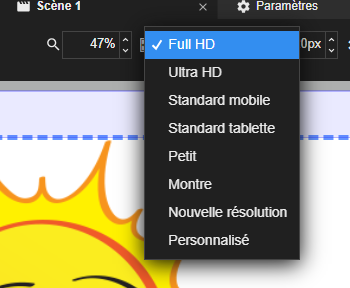 Scène 1
Paramètres
47%
0px
Full HD
Ultra HD
Standard mobile
Standard tablette
Petit
Montre
Nouvelle résolution
Personnalisé